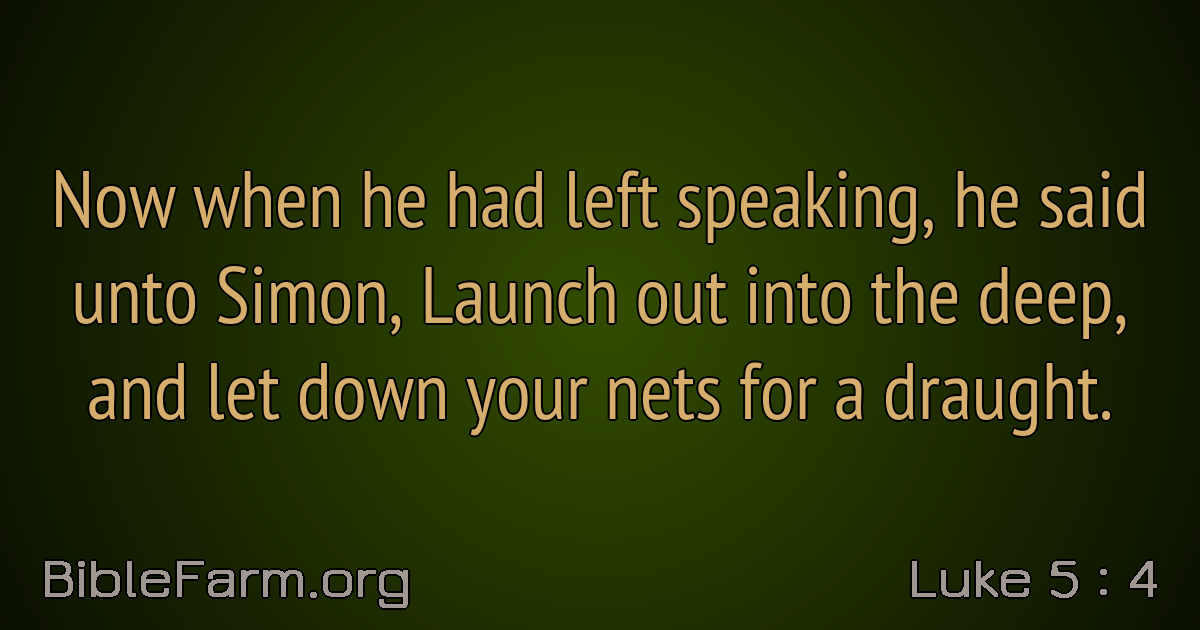 Now when he had left speaking, he said
unto Simon, Launch out into the deep,
and let down your nets for a draught.
BibleFarm.org
Luke 5 : 4